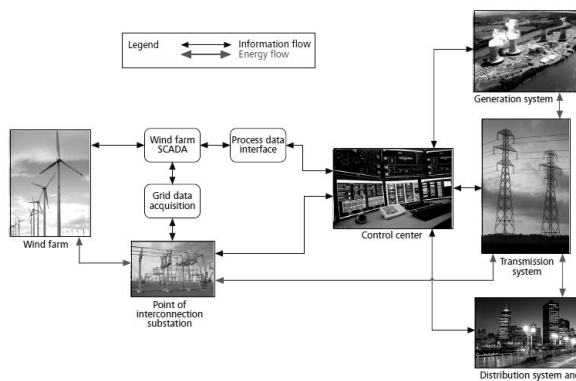 Legend
Information flow
Energy flow
Generation system
Wind farm
SCADA
Process data
interface
Grid data
acquisition
Wind farm
Control center
Transmission
system
Point of
interconnection
substation
Distribution system and